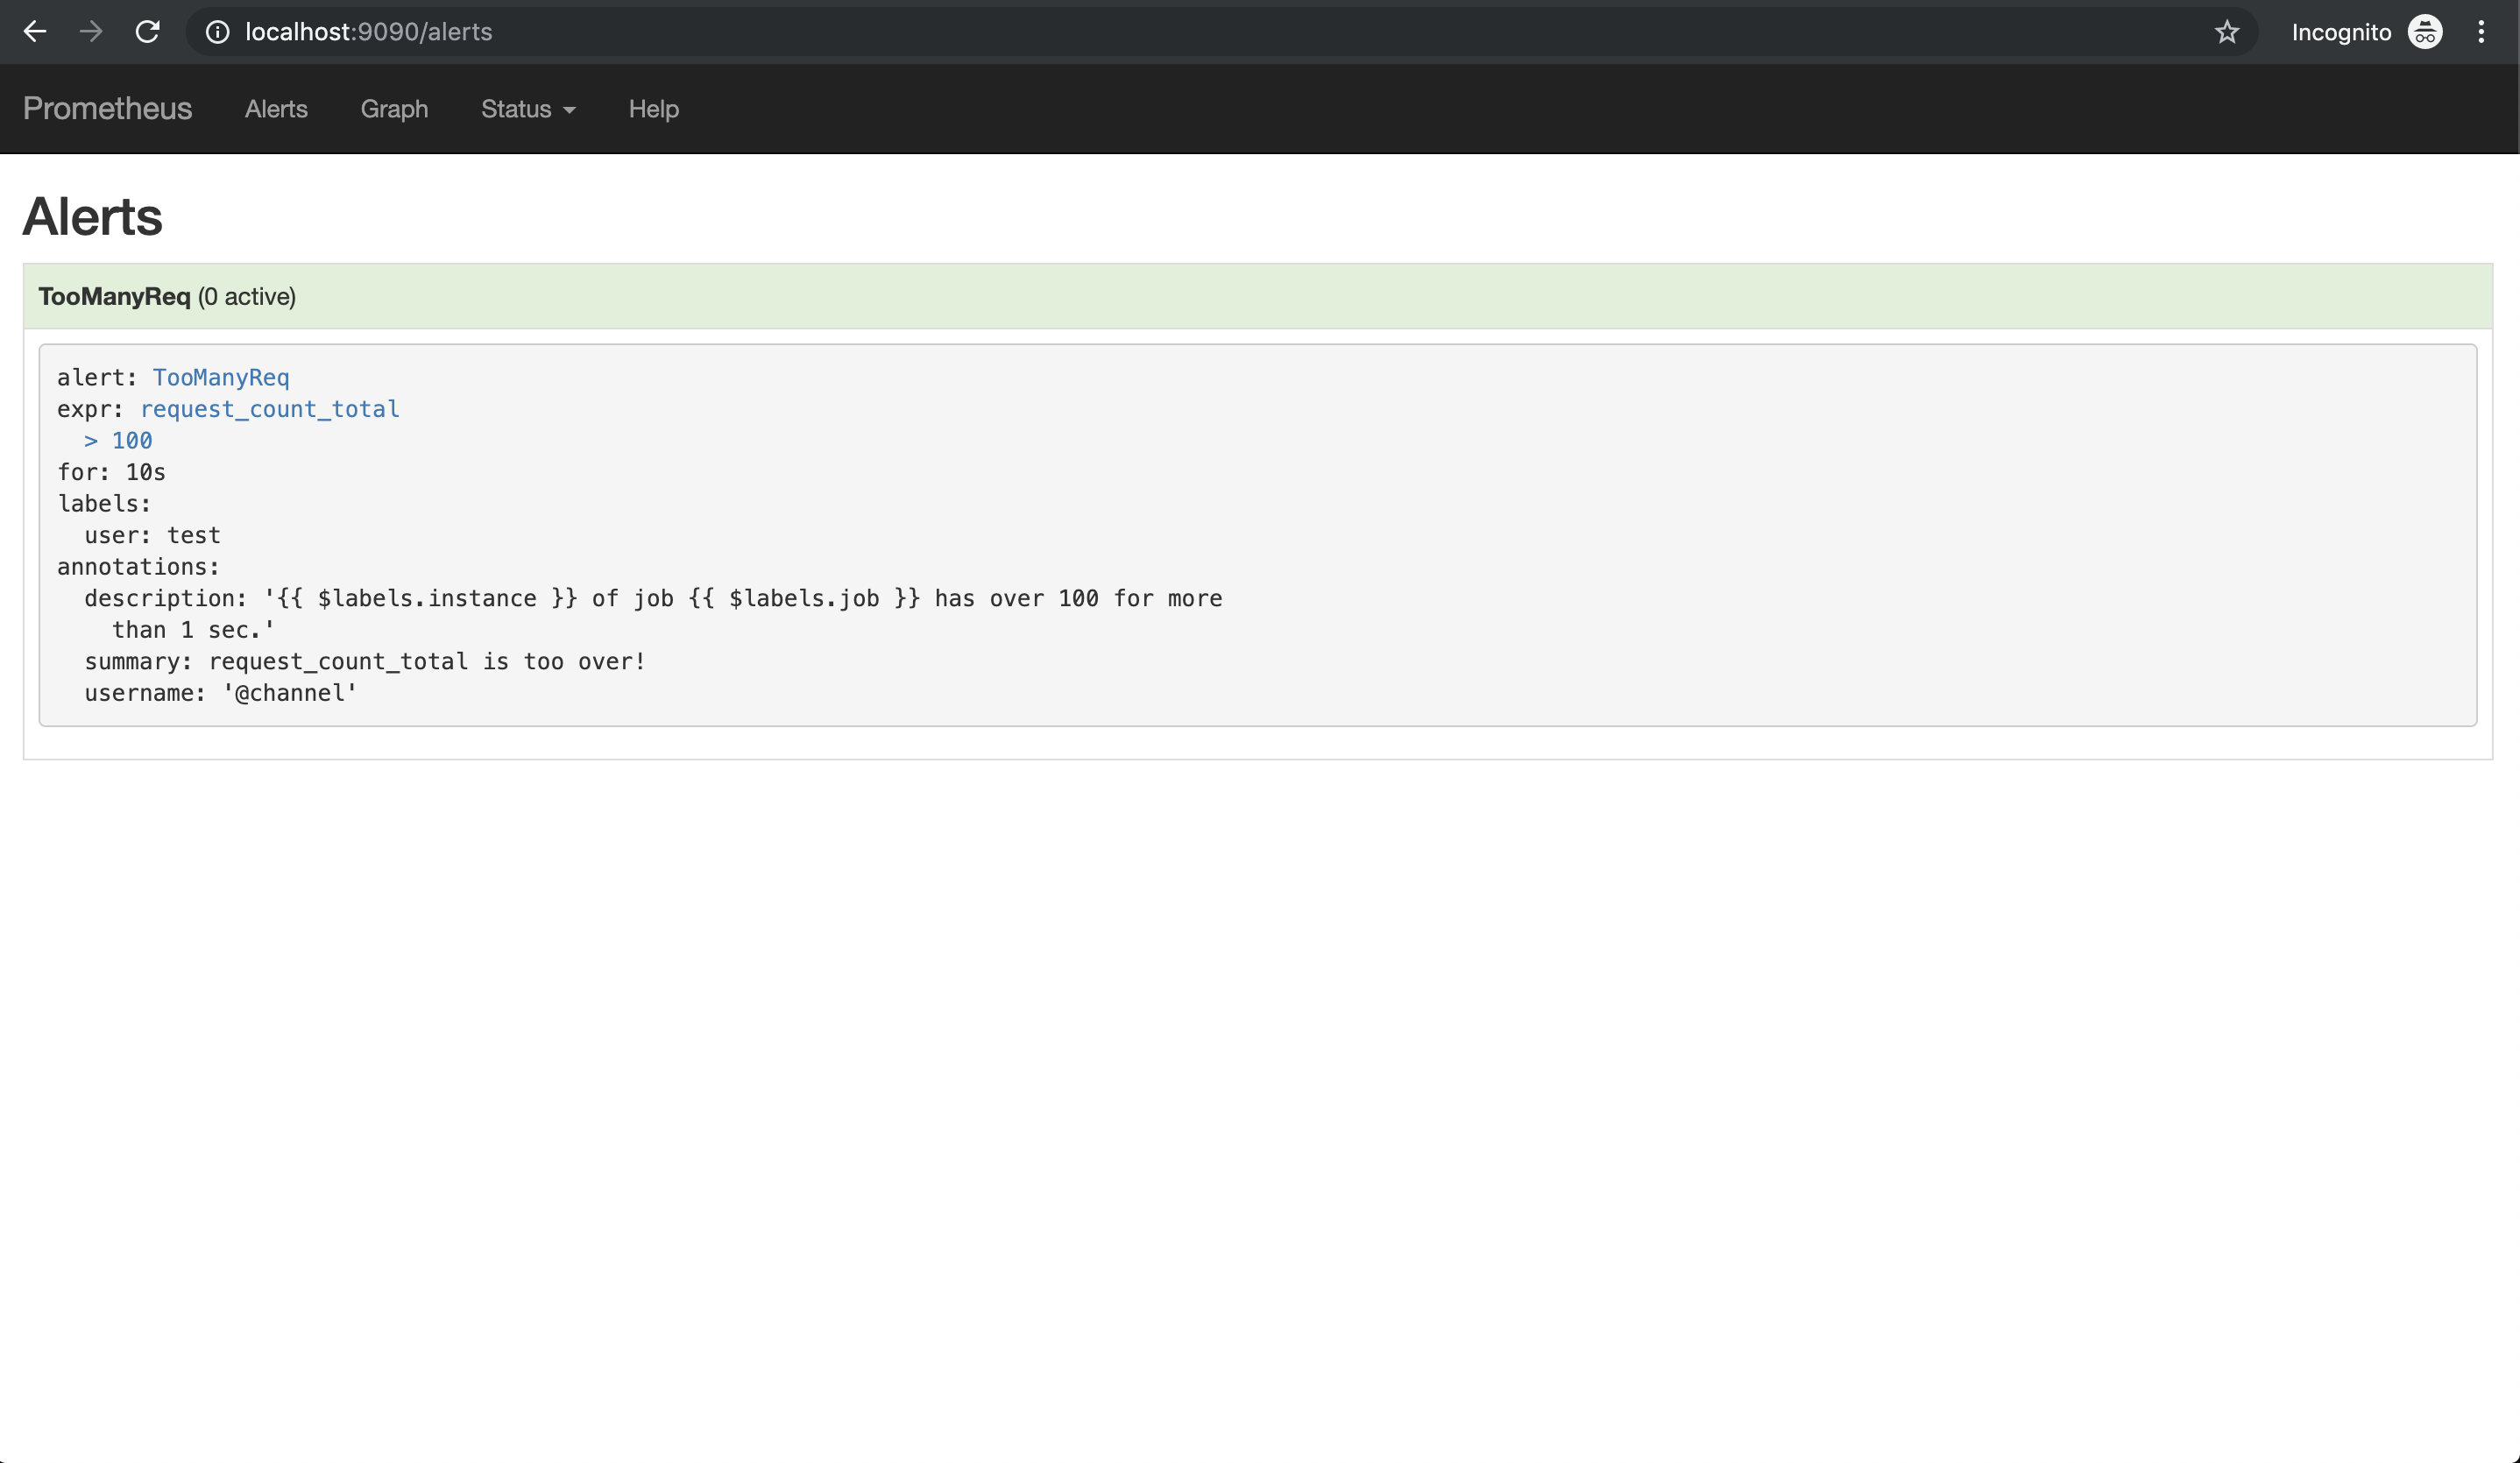 localhost:9090/alerts
Incognito
Prometheus Alerts Graph Status Help
Alerts
TooManyReq (0 active)
alert: TooManyReq
expr: request_count_total
  > 100
for: 10s
labels:
  user: test
annotations:
  description: '{{ $labels.instance }} of job {{ $labels.job }} has over 100 for more
    than 1 sec.'
  summary: request_count_total is too over!
  username: '@channel'